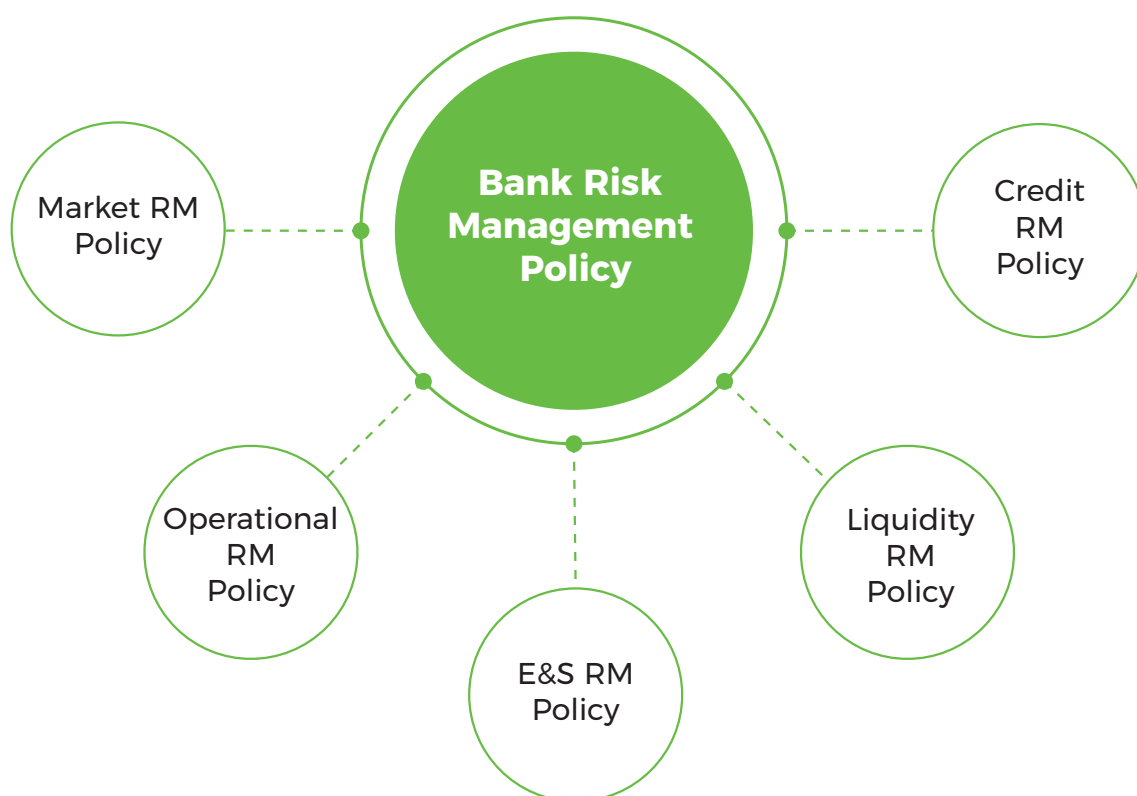 Bank Risk
Management
Policy
Market RM
Policy
Credit
RM
Policy
Operational
RM
Policy
Liquidity
RM
Policy
E&S RM
Policy